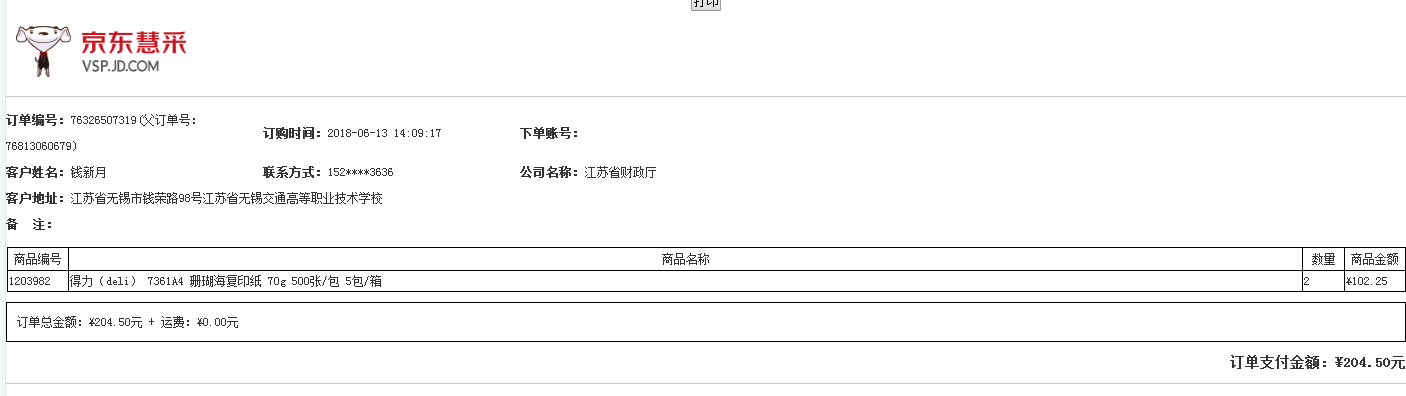 打印
京东慧采
VSP.JD.COM
订单编号：76326507319(父订单号：
76813060679)
订购时间：2018-06-13 14:09:17
下单账号：
客户姓名：钱新月
联系方式：152****3636
公司名称：江苏省财政厅
客户地址：江苏省无锡市钱荣路98号江苏省无锡交通高等职业技术学校
备 注：
商品编号 商品名称 数量 商品金额
1203982 得力（deli） 7361A4 珊瑚海复印纸 70g 500张/包 5包/箱 2 ¥102.25
订单总金额：¥204.50元 + 运费：¥0.00元
订单支付金额：¥204.50元